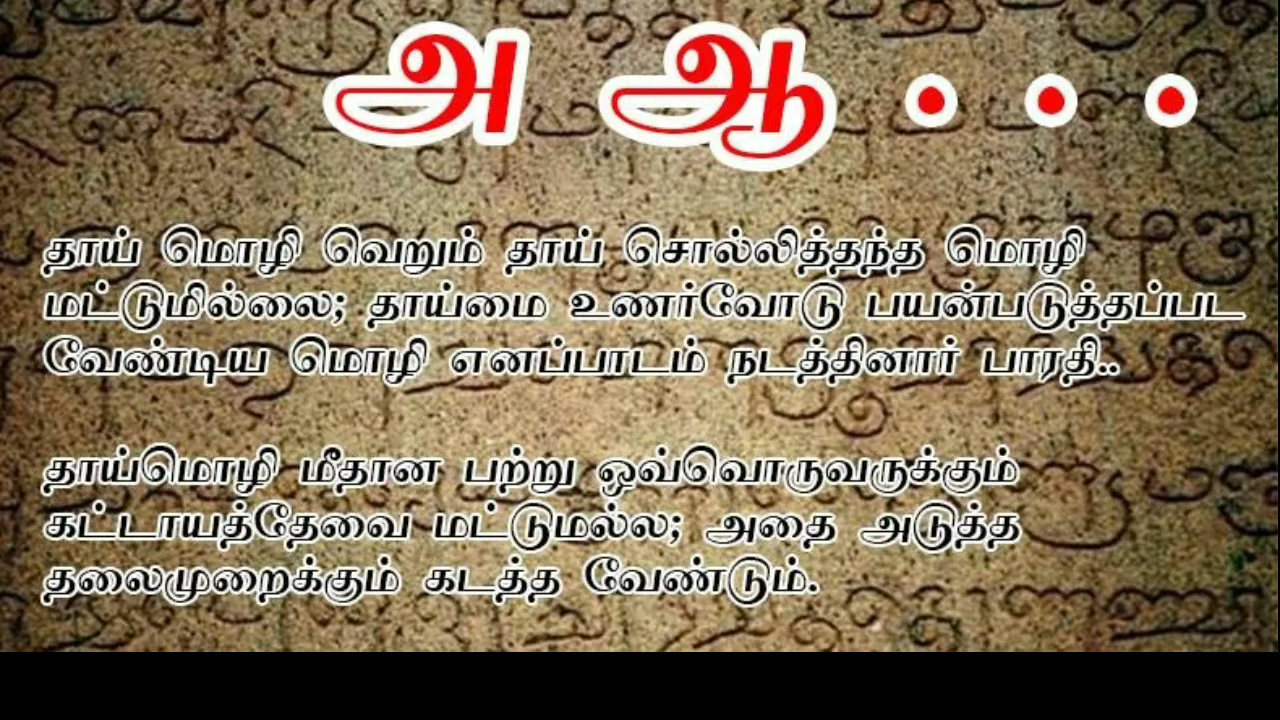 அ ஆ . . .
தாய் மொழி வெறும் தாய் சொல்லித்தந்த மொழி
மட்டுமில்லை; தாய்மை உணர்வோடு பயன்படுத்தப்பட
வேண்டிய மொழி எனப்பாடம் நடத்தினார் பாரதி..
தாய்மொழி மீதான பற்று ஒவ்வொருவருக்கும்
கட்டாயத்தேவை மட்டுமல்ல; அதை அடுத்த
தலைமுறைக்கும் கடத்த வேண்டும்.